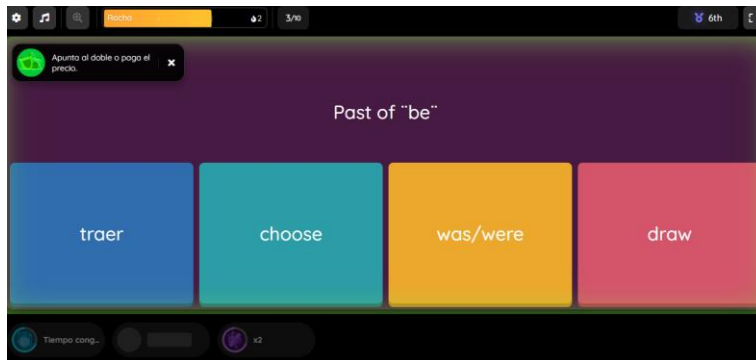 Racha 2 3/10 6th
Apunta al doble o paga el
precio.
Past of ¨be¨
traer choose was/were draw
Tiempo cong... x2